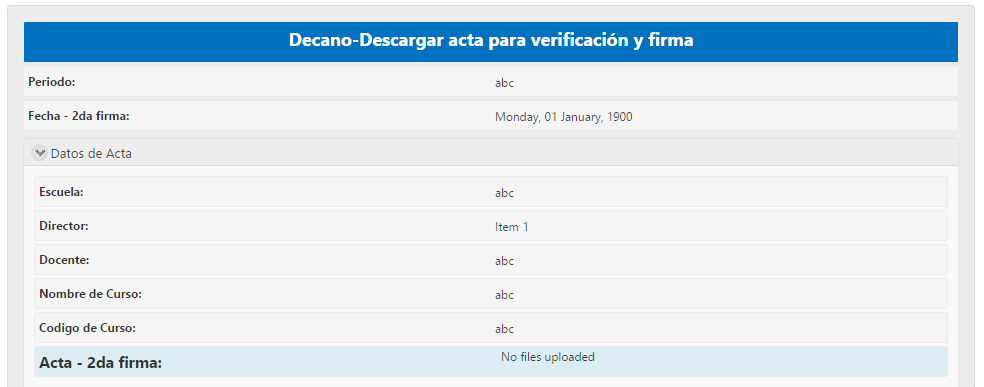 Decano-Descargar acta para verificación y firma
Periodo: abc
Fecha - 2da firma: Monday, 01 January, 1900
Datos de Acta
Escuela: abc
Director: Item 1
Docente: abc
Nombre de Curso: abc
Codigo de Curso: abc
Acta - 2da firma: No files uploaded